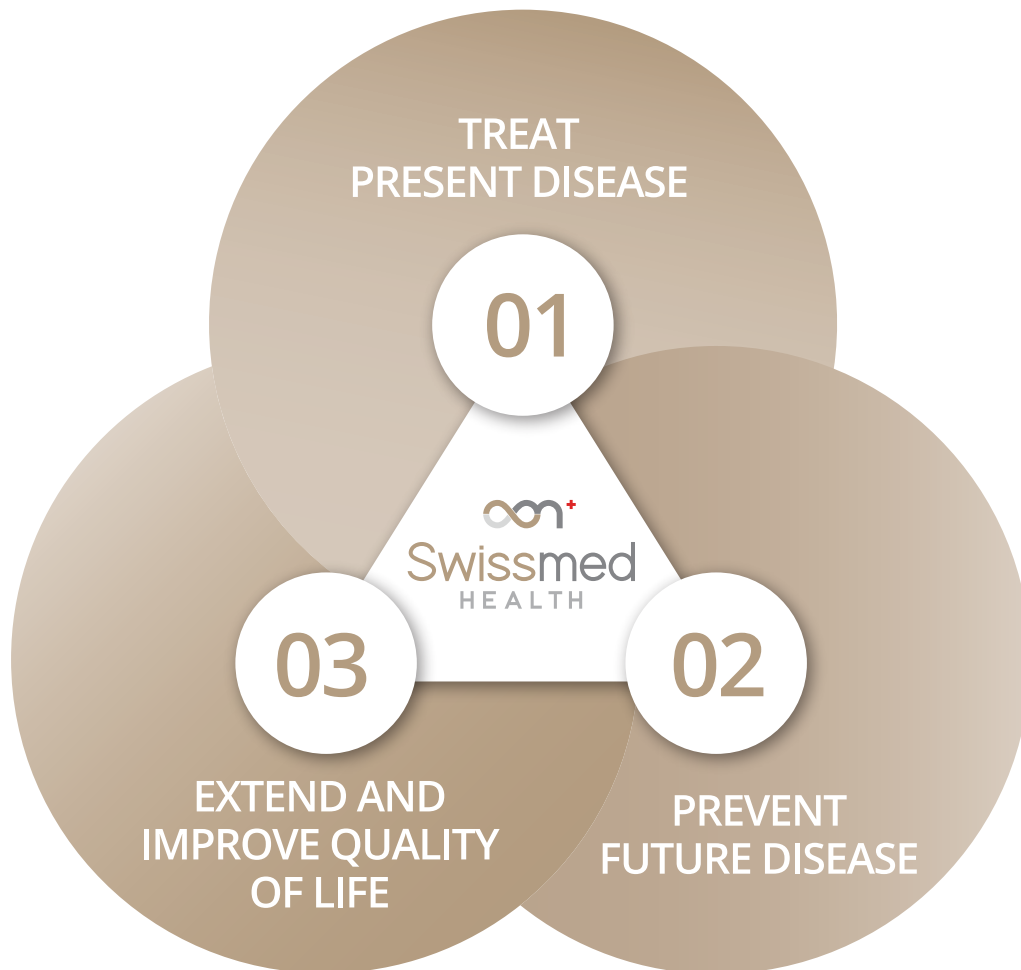 TREAT
PRESENT DISEASE
01
Swissmed
HEALTH
03
02
EXTEND AND
IMPROVE QUALITY
OF LIFE
PREVENT
FUTURE DISEASE